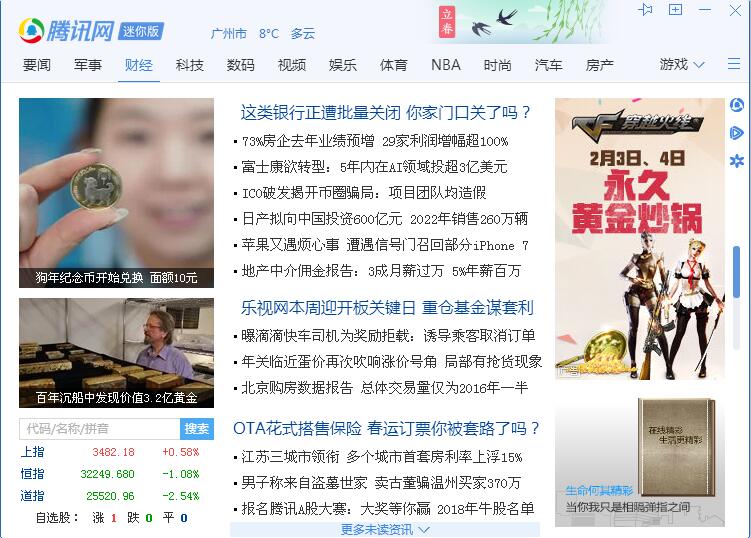 腾讯网 迷你版
广州市 8°C 多云
立春
要闻 军事 财经 科技 数码 视频 娱乐 体育 NBA 时尚 汽车 房产 游戏
狗年纪念币开始兑换 面额10元
百年沉船中发现价值3.2亿黄金
代码/名称/拼音 搜索
上指 3482.18 +0.58%
恒指 32249.680 -1.08%
道指 25520.96 -2.54%
自选股： 涨 1 跌 0 平 0
这类银行正遭批量关闭 你家门口关了吗？
73%房企去年业绩预增 29家利润增幅超100%
富士康欲转型：5年内在AI领域投超3亿美元
ICO破发揭开币圈骗局：项目团队均造假
日产拟向中国投资600亿元 2022年销售260万辆
苹果又遇烦心事 遭遇信号门召回部分iPhone 7
地产中介佣金报告：3成月薪过万 5%年薪百万
乐视网本周迎开板关键日 重仓基金谋套利
曝滴滴快车司机为奖励拒载：诱导乘客取消订单
年关临近蛋价再次吹响涨价号角 局部有抢货现象
北京购房数据报告 总体交易量仅为2016年一半
OTA花式搭售保险 春运订票你被套路了吗？
江苏三城市领衔 多个城市首套房利率上浮15%
男子称来自盗墓世家 卖古董骗温州买家370万
报名腾讯A股大赛：大奖等你赢 2018年牛股名单
更多未读资讯
穿越火线
2月3日、4日
永久
黄金炒锅
广告
在线精彩
生活更精彩
生命何其精彩
当你我只是相隔弹指之间